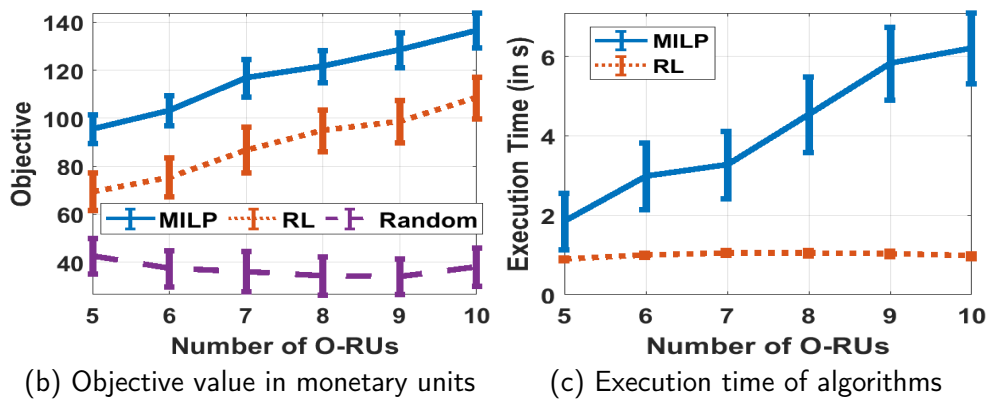 140
120
100
80
60
40
Objective
MILP RL Random
5 6 7 8 9 10
Number of O-RUs
(b) Objective value in monetary units
6
4
2
0
Execution Time (in s)
MILP
RL
5 6 7 8 9 10
Number of O-RUs
(c) Execution time of algorithms